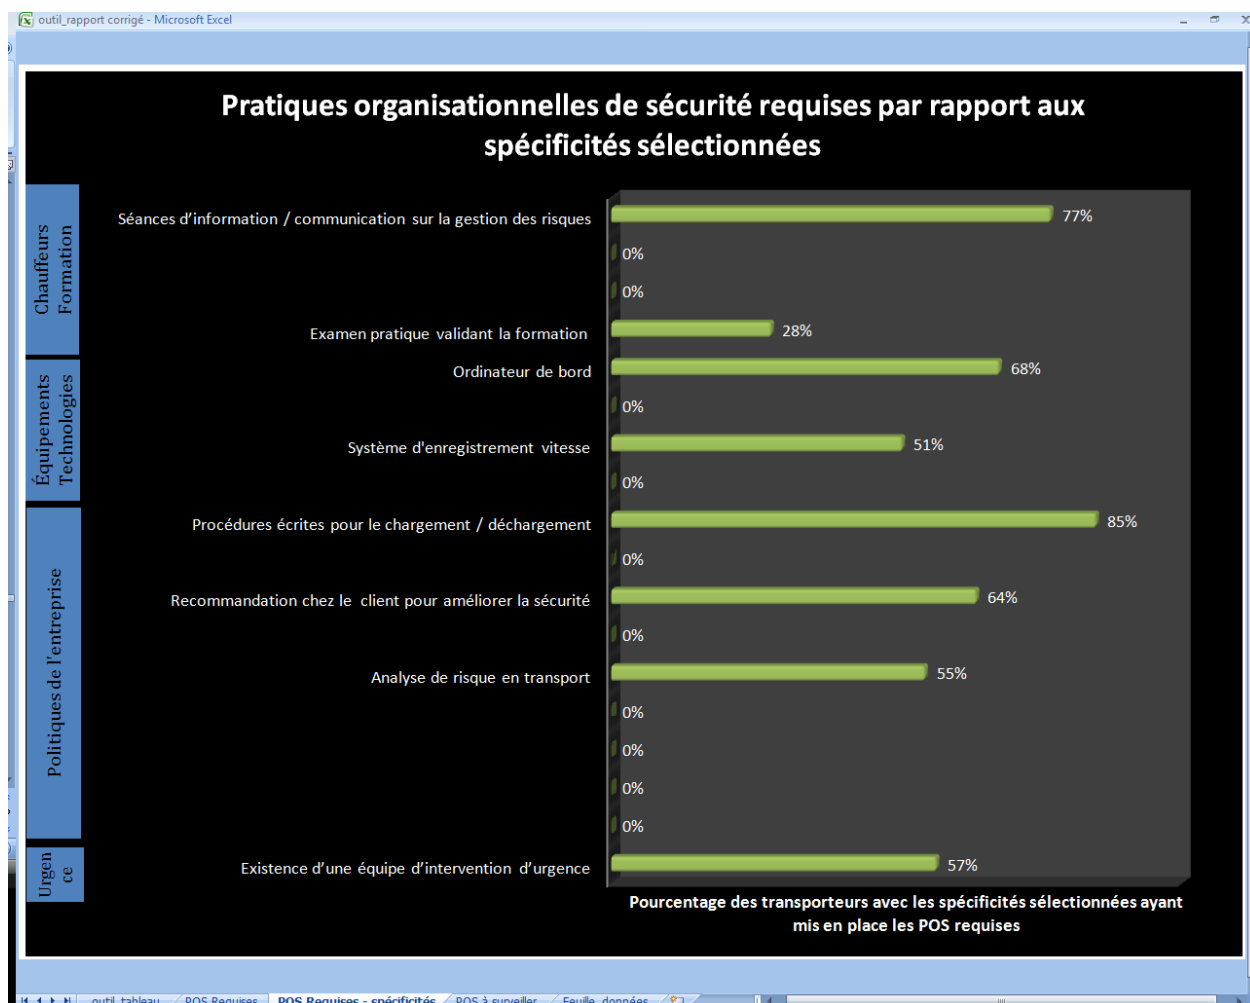 outil_rapport corrigé - Microsoft Excel
Pratiques organisationnelles de sécurité requises par rapport aux
spécificités sélectionnées
Chauffeurs
Formation
Séances d'information / communication sur la gestion des risques
77%
0%
0%
Examen pratique validant la formation
28%
Équipements
Technologies
Ordinateur de bord
68%
0%
Système d'enregistrement vitesse
51%
0%
Politiques de l'entreprise
Procédures écrites pour le chargement / déchargement
85%
0%
Recommandation chez le client pour améliorer la sécurité
64%
0%
Analyse de risque en transport
55%
0%
0%
0%
0%
Urgen
ce
Existence d'une équipe d'intervention d'urgence
57%
Pourcentage des transporteurs avec les spécificités sélectionnées ayant
mis en place les POS requises
outil_tableau POS Requises POS Requises - spécificités POS à surveiller Feuille_données